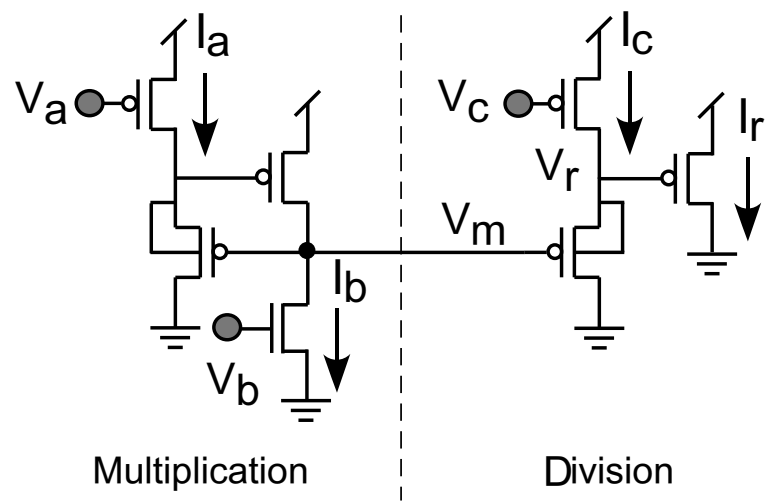 Ia
Va
Ic
Vc
Ir
Vr
Vm
Ib
Vb
Multiplication
Division